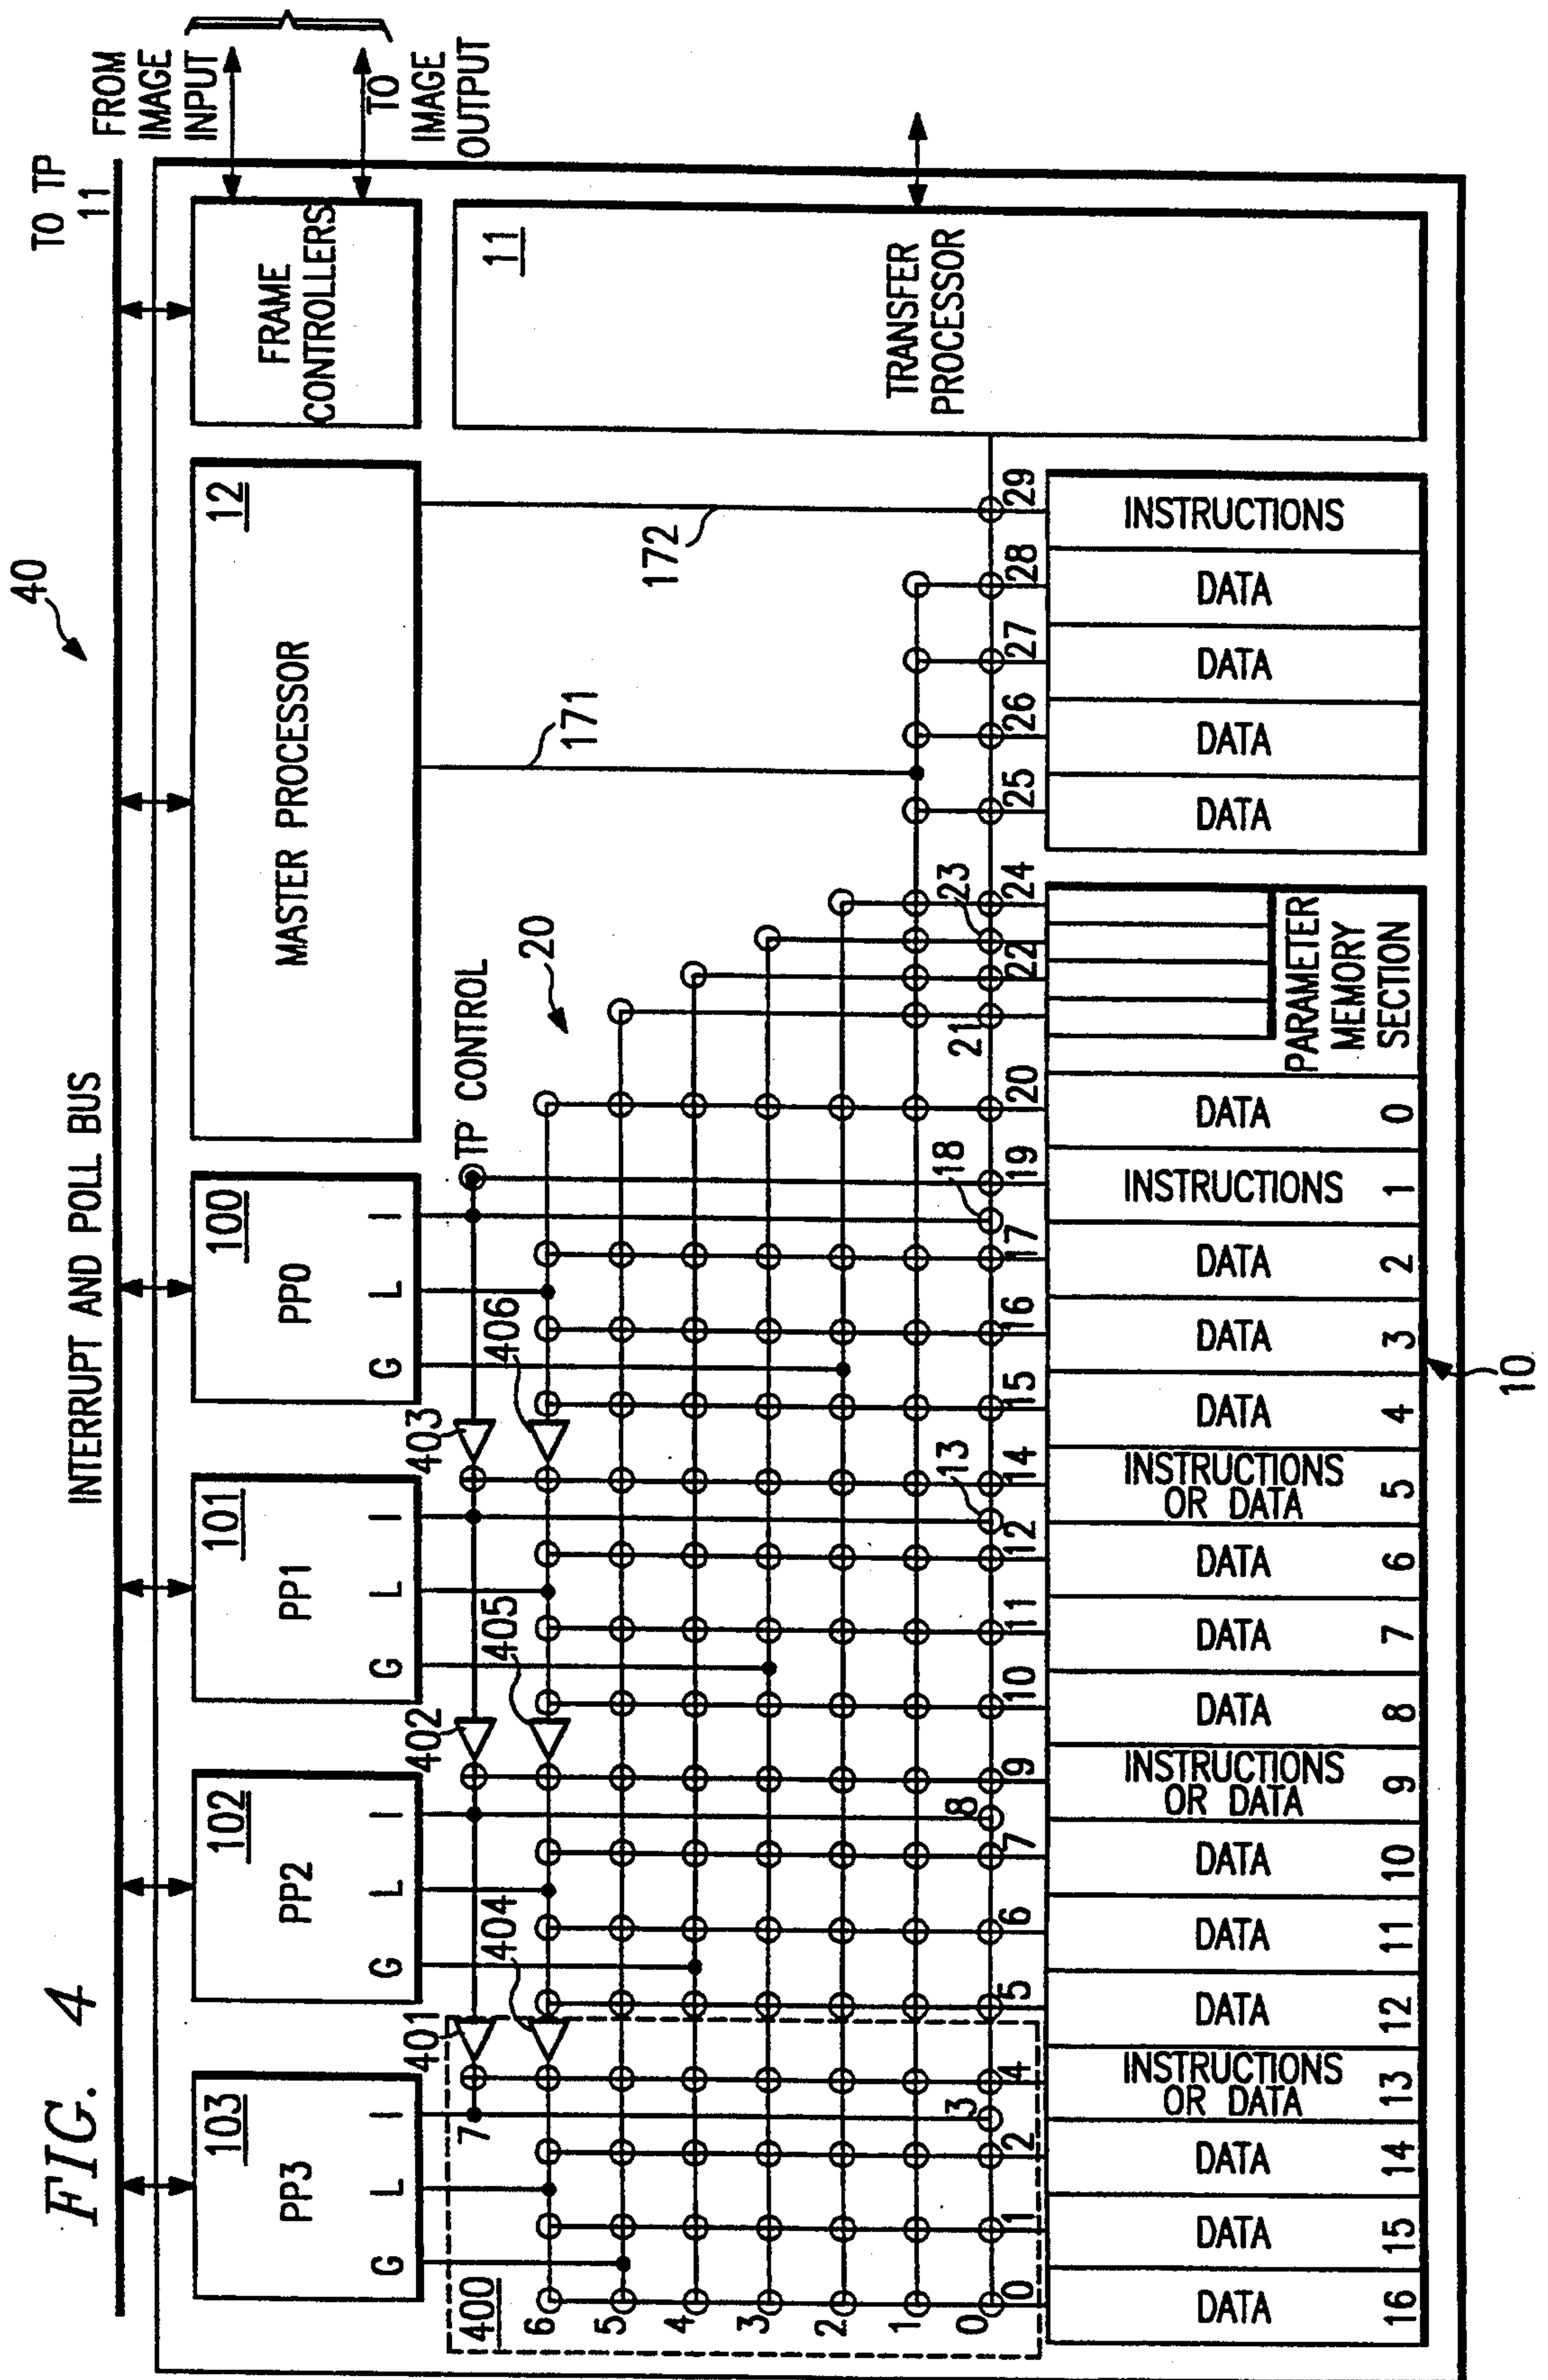 FIG. 4
40
TO TP
11
FROM
IMAGE
INPUT
TO
IMAGE
OUTPUT
INTERRUPT AND POLL BUS
103
PP3
G L I
102
PP2
G L I
101
PP1
G L I
100
PP0
G L I
12
MASTER PROCESSOR
FRAME
CONTROLLERS
11
TRANSFER
PROCESSOR
400
401
402
403
404
405
406
TP CONTROL
20
171
172
7
6
5
4
3
2
1
0
0 1 2 3 4 5 6 7 8 9 10 11 12 13 14 15 16 17 18 19 20 21 22 23 24 25 26 27 28 29
DATA
16
DATA
15
DATA
14
INSTRUCTIONS
OR DATA
13
DATA
12
DATA
11
DATA
10
INSTRUCTIONS
OR DATA
9
DATA
8
DATA
7
DATA
6
INSTRUCTIONS
OR DATA
5
DATA
4
DATA
3
DATA
2
INSTRUCTIONS
1
DATA
0
PARAMETER
MEMORY
SECTION
DATA
DATA
DATA
DATA
INSTRUCTIONS
10